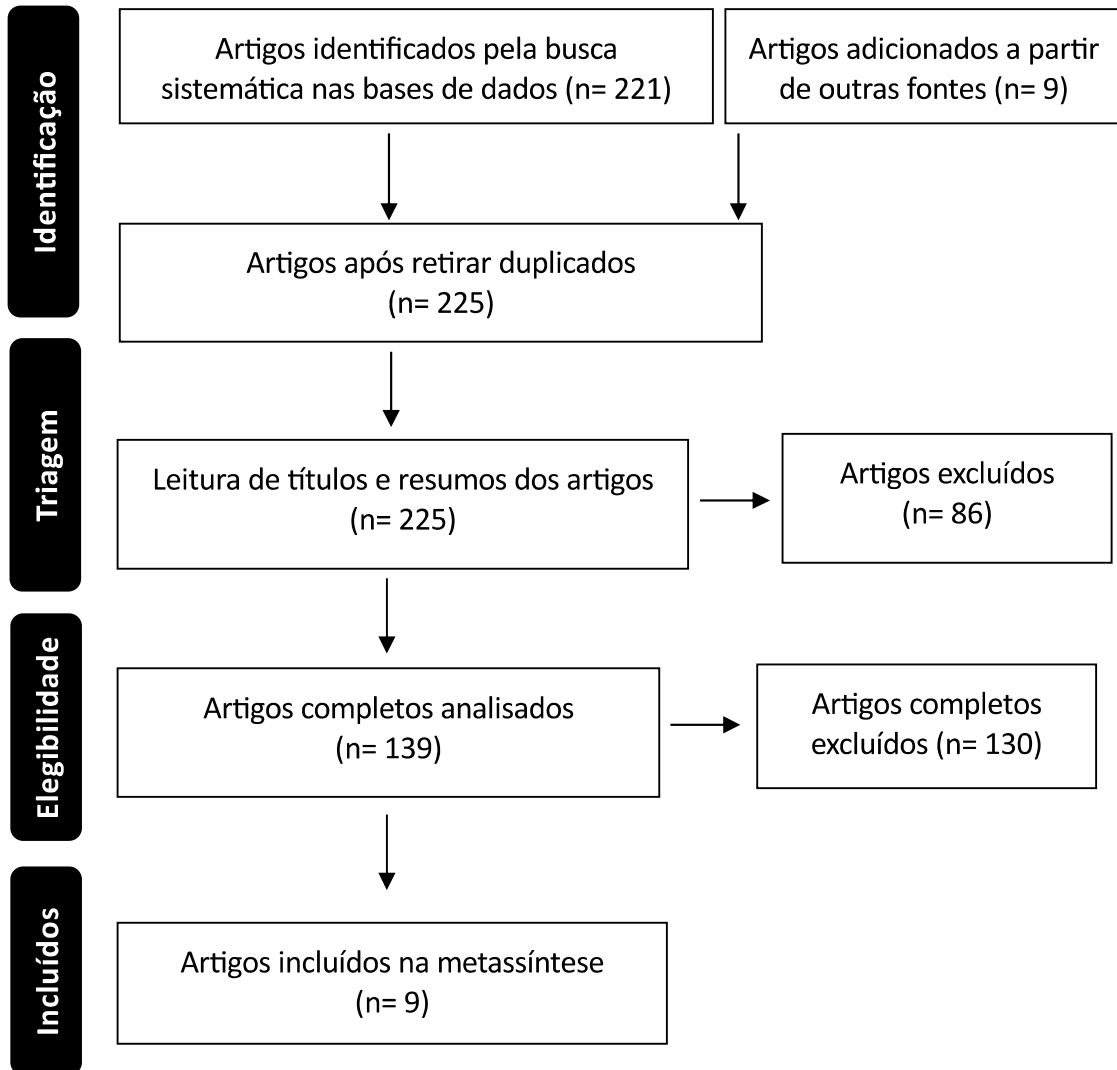 Identificação
Artigos identificados pela busca
sistemática nas bases de dados (n= 221)
Artigos adicionados a partir
de outras fontes (n= 9)
Artigos após retirar duplicados
(n= 225)
Triagem
Leitura de títulos e resumos dos artigos
(n= 225)
Artigos excluídos
(n= 86)
Elegibilidade
Artigos completos analisados
(n= 139)
Artigos completos
excluídos (n= 130)
Incluídos
Artigos incluídos na metassíntese
(n= 9)